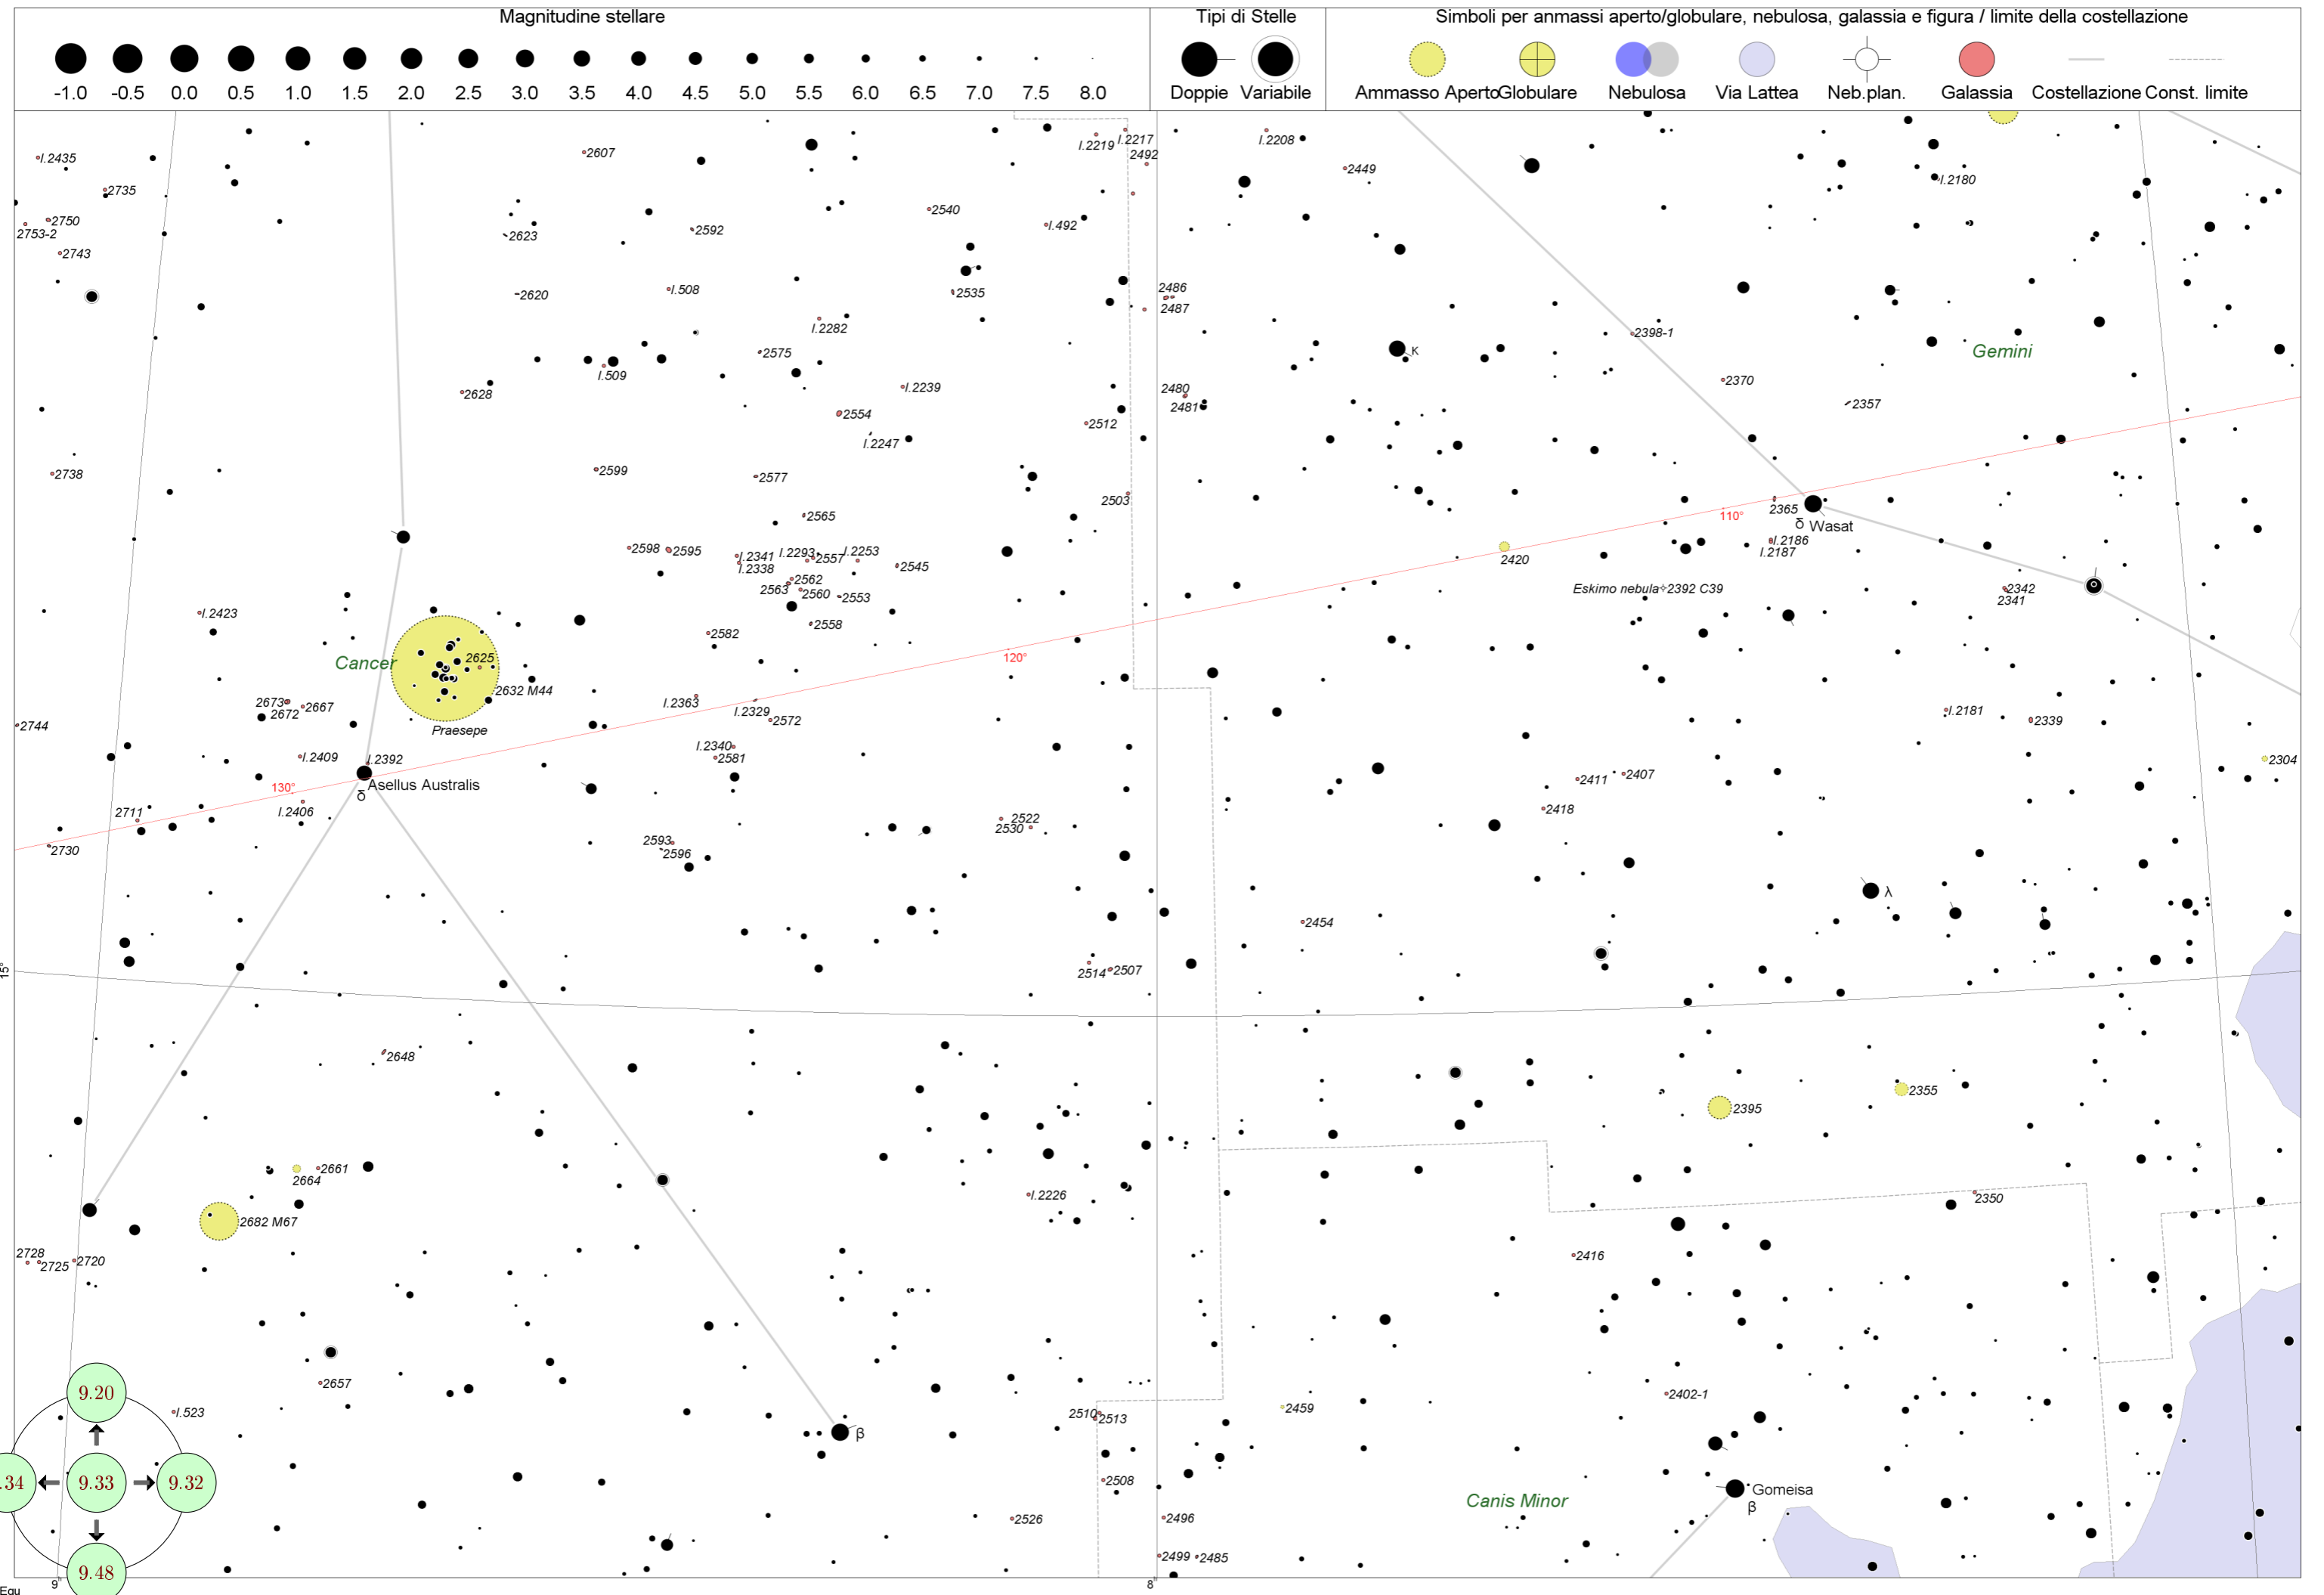 Magnitudine stellare
Tipi di Stelle
Simboli per anmassi aperto/globulare, nebulosa, galassia e figura / limite della costellazione
-1.0 -0.5 0.0 0.5 1.0 1.5 2.0 2.5 3.0 3.5 4.0 4.5 5.0 5.5 6.0 6.5 7.0 7.5 8.0
Doppie Variabile
Ammasso Aperto Globulare Nebulosa Via Lattea Neb.plan. Galassia Costellazione Const. limite
I.2435
2735
2750
2753-2
2743
2607
2623
2592
2620
I.508
2540
I.492
I.2219
I.2217
2492
I.2208
2449
I.2180
2535
I.2282
2486
2487
2575
I.509
2628
I.2239
2554
I.2247
2480
2481
2512
κ
2398-1
Gemini
2370
2357
2738
2599
2577
2503
2565
2365
110°
δ Wasat
2598
2595
I.2341
I.2338
I.2293
2557
I.2253
2545
2562
2563
2560
2553
2558
2420
I.2186
I.2187
Eskimo nebula 2392 C39
2342
2341
I.2423
2582
120°
Cancer
2625
2632 M44
Praesepe
2673
2672
2667
2744
I.2363
I.2329
2572
I.2181
2339
I.2409
I.2392
I.2340
2581
2304
δ Asellus Australis
130°
I.2406
2711
2730
2411
2407
2418
2522
2530
2593
2596
λ
2454
15°
2514
2507
2648
2395
2355
2661
2664
2682 M67
I.2226
2350
2728
2725
2720
2416
2657
I.523
2402-1
2510
2513
2459
β
2508
Gomeisa
β
Canis Minor
2526
2496
2499
2485
9.20
.34
9.33
9.32
9.48
Equ
9h
8h